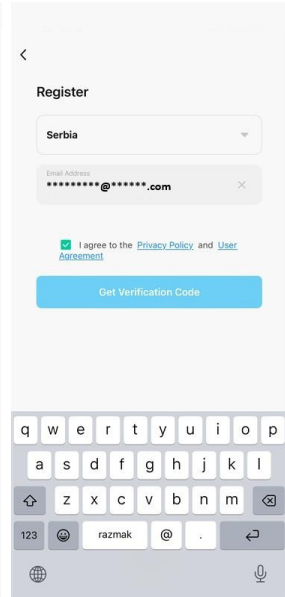 Register
Serbia
Email Address
*********@******.com
I agree to the Privacy Policy and User
Agreement
Get Verification Code
q w e r t y u i o p
a s d f g h j k l
z x c v b n m
123 razmak @ .